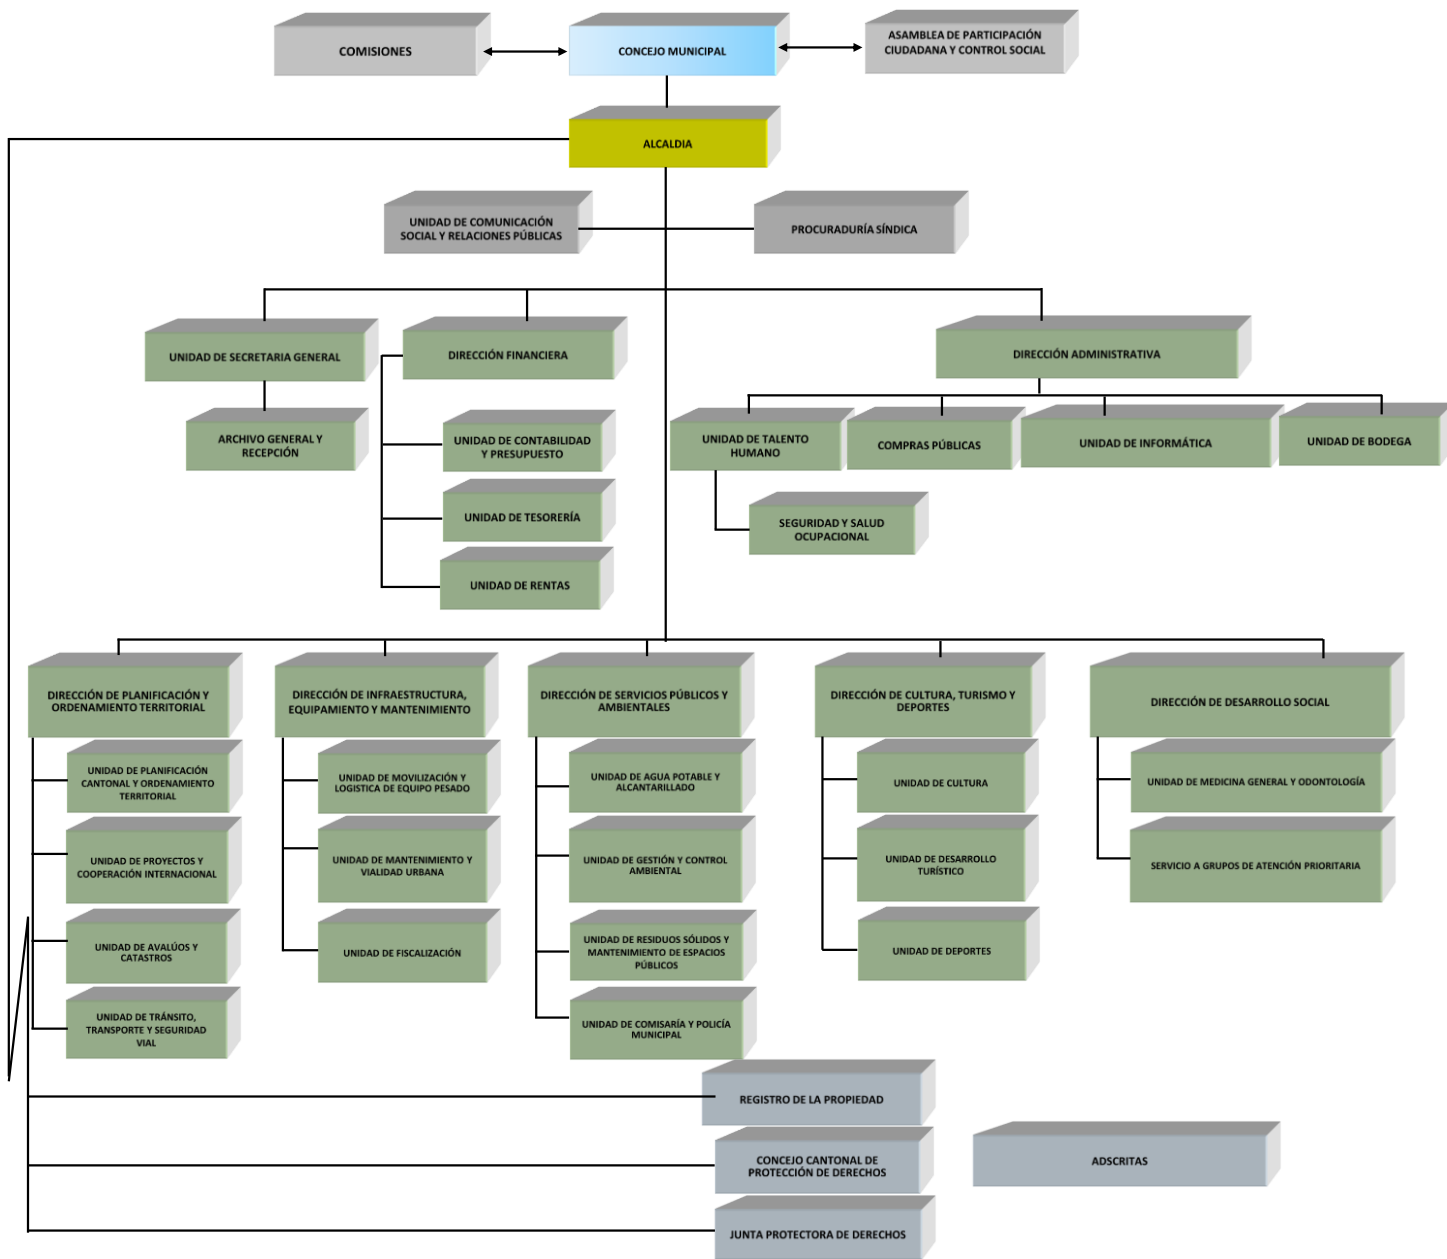 COMISIONES
CONCEJO MUNICIPAL
ASAMBLEA DE PARTICIPACIÓN
CIUDADANA Y CONTROL SOCIAL
ALCALDIA
UNIDAD DE COMUNICACIÓN
SOCIAL Y RELACIONES PÚBLICAS
PROCURADURÍA SÍNDICA
UNIDAD DE SECRETARIA GENERAL
DIRECCIÓN FINANCIERA
DIRECCIÓN ADMINISTRATIVA
ARCHIVO GENERAL Y
RECEPCIÓN
UNIDAD DE CONTABILIDAD
Y PRESUPUESTO
UNIDAD DE TESORERÍA
UNIDAD DE RENTAS
UNIDAD DE TALENTO
HUMANO
COMPRAS PÚBLICAS
UNIDAD DE INFORMÁTICA
UNIDAD DE BODEGA
SEGURIDAD Y SALUD
OCUPACIONAL
DIRECCIÓN DE PLANIFICACIÓN Y
ORDENAMIENTO TERRITORIAL
UNIDAD DE PLANIFICACIÓN
CANTONAL Y ORDENAMIENTO
TERRITORIAL
UNIDAD DE PROYECTOS Y
COOPERACIÓN INTERNACIONAL
UNIDAD DE AVALÚOS Y
CATASTROS
UNIDAD DE TRÁNSITO,
TRANSPORTE Y SEGURIDAD
VIAL
DIRECCIÓN DE INFRAESTRUCTURA,
EQUIPAMIENTO Y MANTENIMIENTO
UNIDAD DE MOVILIZACIÓN Y
LOGISTICA DE EQUIPO PESADO
UNIDAD DE MANTENIMIENTO Y
VIALIDAD URBANA
UNIDAD DE FISCALIZACIÓN
DIRECCIÓN DE SERVICIOS PÚBLICOS Y
AMBIENTALES
UNIDAD DE AGUA POTABLE Y
ALCANTARILLADO
UNIDAD DE GESTIÓN Y CONTROL
AMBIENTAL
UNIDAD DE RESIDUOS SÓLIDOS Y
MANTENIMIENTO DE ESPACIOS
PÚBLICOS
UNIDAD DE COMISARÍA Y POLICÍA
MUNICIPAL
DIRECCIÓN DE CULTURA, TURISMO Y
DEPORTES
UNIDAD DE CULTURA
UNIDAD DE DESARROLLO
TURÍSTICO
UNIDAD DE DEPORTES
DIRECCIÓN DE DESARROLLO SOCIAL
UNIDAD DE MEDICINA GENERAL Y ODONTOLOGÍA
SERVICIO A GRUPOS DE ATENCIÓN PRIORITARIA
REGISTRO DE LA PROPIEDAD
CONCEJO CANTONAL DE
PROTECCIÓN DE DERECHOS
JUNTA PROTECTORA DE DERECHOS
ADSCRITAS